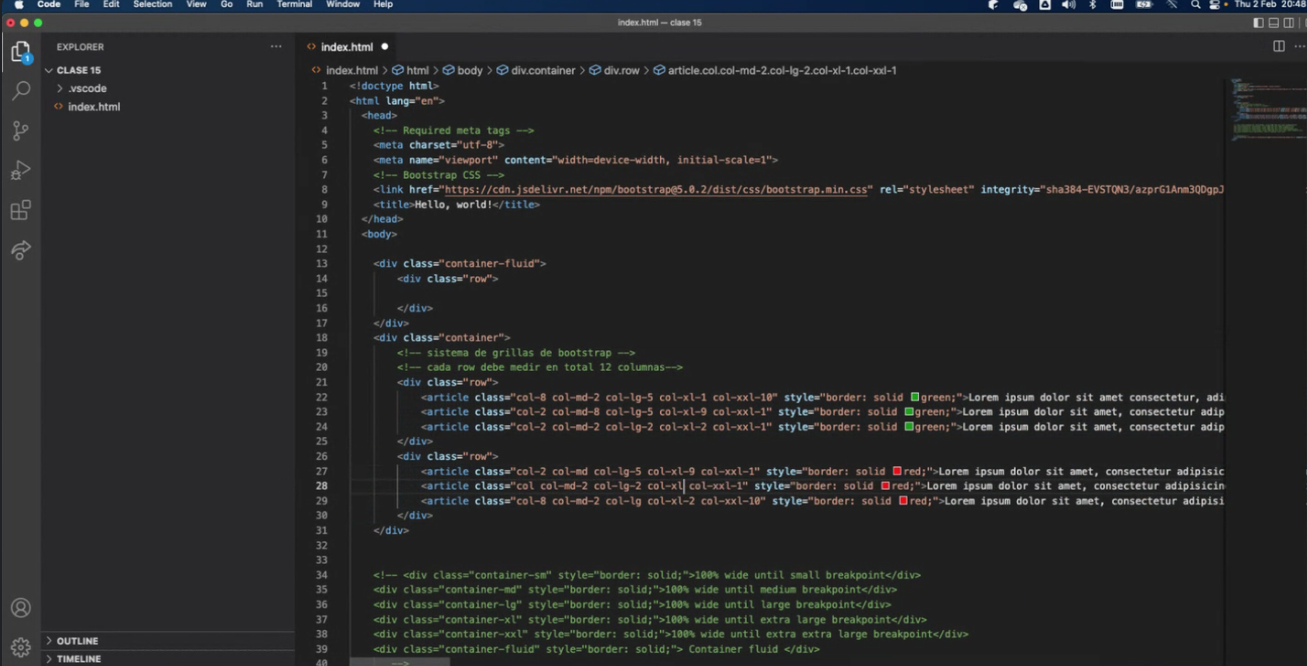 Code File Edit Selection View Go Run Terminal Window Help Thu 2 Feb 20:48
index.html — clase 15
EXPLORER
index.html
CLASE 15
index.html > html > body > div.container > div.row > article.col.col-md-2.col-lg-2.col-xl-1.col-xxl-1
.vscode
index.html
1 <!doctype html>
2 <html lang="en">
3 <head>
4 <!-- Required meta tags -->
5 <meta charset="utf-8">
6 <meta name="viewport" content="width=device-width, initial-scale=1">
7 <!-- Bootstrap CSS -->
8 <link href="https://cdn.jsdelivr.net/npm/bootstrap@5.0.2/dist/css/bootstrap.min.css" rel="stylesheet" integrity="sha384-EVSTQN3/azprG1Anm3QDgpJ
9 <title>Hello, world!</title>
10 </head>
11 <body>
12
13 <div class="container-fluid">
14 <div class="row">
15
16 </div>
17 </div>
18 <div class="container">
19 <!-- sistema de grillas de bootstrap -->
20 <!-- cada row debe medir en total 12 columnas-->
21 <div class="row">
22 <article class="col-8 col-md-2 col-lg-5 col-xl-1 col-xxl-10" style="border: solid green;">Lorem ipsum dolor sit amet consectetur, adi
23 <article class="col-2 col-md-8 col-lg-5 col-xl-9 col-xxl-1" style="border: solid green;">Lorem ipsum dolor sit amet, consectetur adip
24 <article class="col-2 col-md-2 col-lg-2 col-xl-2 col-xxl-1" style="border: solid green;">Lorem ipsum dolor sit amet, consectetur adip
25 </div>
26 <div class="row">
27 <article class="col-2 col-md col-lg-5 col-xl-9 col-xxl-1" style="border: solid red;">Lorem ipsum dolor sit amet, consectetur adipisic
28 <article class="col col-md-2 col-lg-2 col-xl col-xxl-1" style="border: solid red;">Lorem ipsum dolor sit amet, consectetur adipisicin
29 <article class="col-8 col-md-2 col-lg col-xl-2 col-xxl-10" style="border: solid red;">Lorem ipsum dolor sit amet, consectetur adipisi
30 </div>
31 </div>
32
33
34 <!-- <div class="container-sm" style="border: solid;">100% wide until small breakpoint</div>
35 <div class="container-md" style="border: solid;">100% wide until medium breakpoint</div>
36 <div class="container-lg" style="border: solid;">100% wide until large breakpoint</div>
37 <div class="container-xl" style="border: solid;">100% wide until extra large breakpoint</div>
38 <div class="container-xxl" style="border: solid;">100% wide until extra extra large breakpoint</div>
39 <div class="container-fluid" style="border: solid;"> Container fluid </div>
40 -->
OUTLINE
TIMELINE